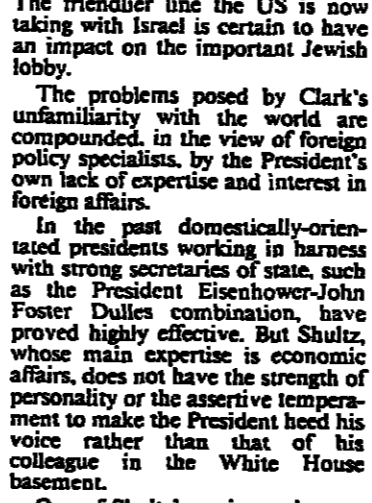 The friendlier line the US is now
taking with Israel is certain to have
an impact on the important Jewish
lobby.
The problems posed by Clark's
unfamiliarity with the world are
compounded, in the view of foreign
policy specialists, by the President's
own lack of expertise and interest in
foreign affairs.
In the past domestically-orien-
tated presidents working in harness
with strong secretaries of state, such
as the President Eisenhower-John
Foster Dulles combination, have
proved highly effective. But Shultz,
whose main expertise is economic
affairs, does not have the strength of
personality or the assertive tempera-
ment to make the President heed his
voice rather than that of his
colleague in the White House
basement.